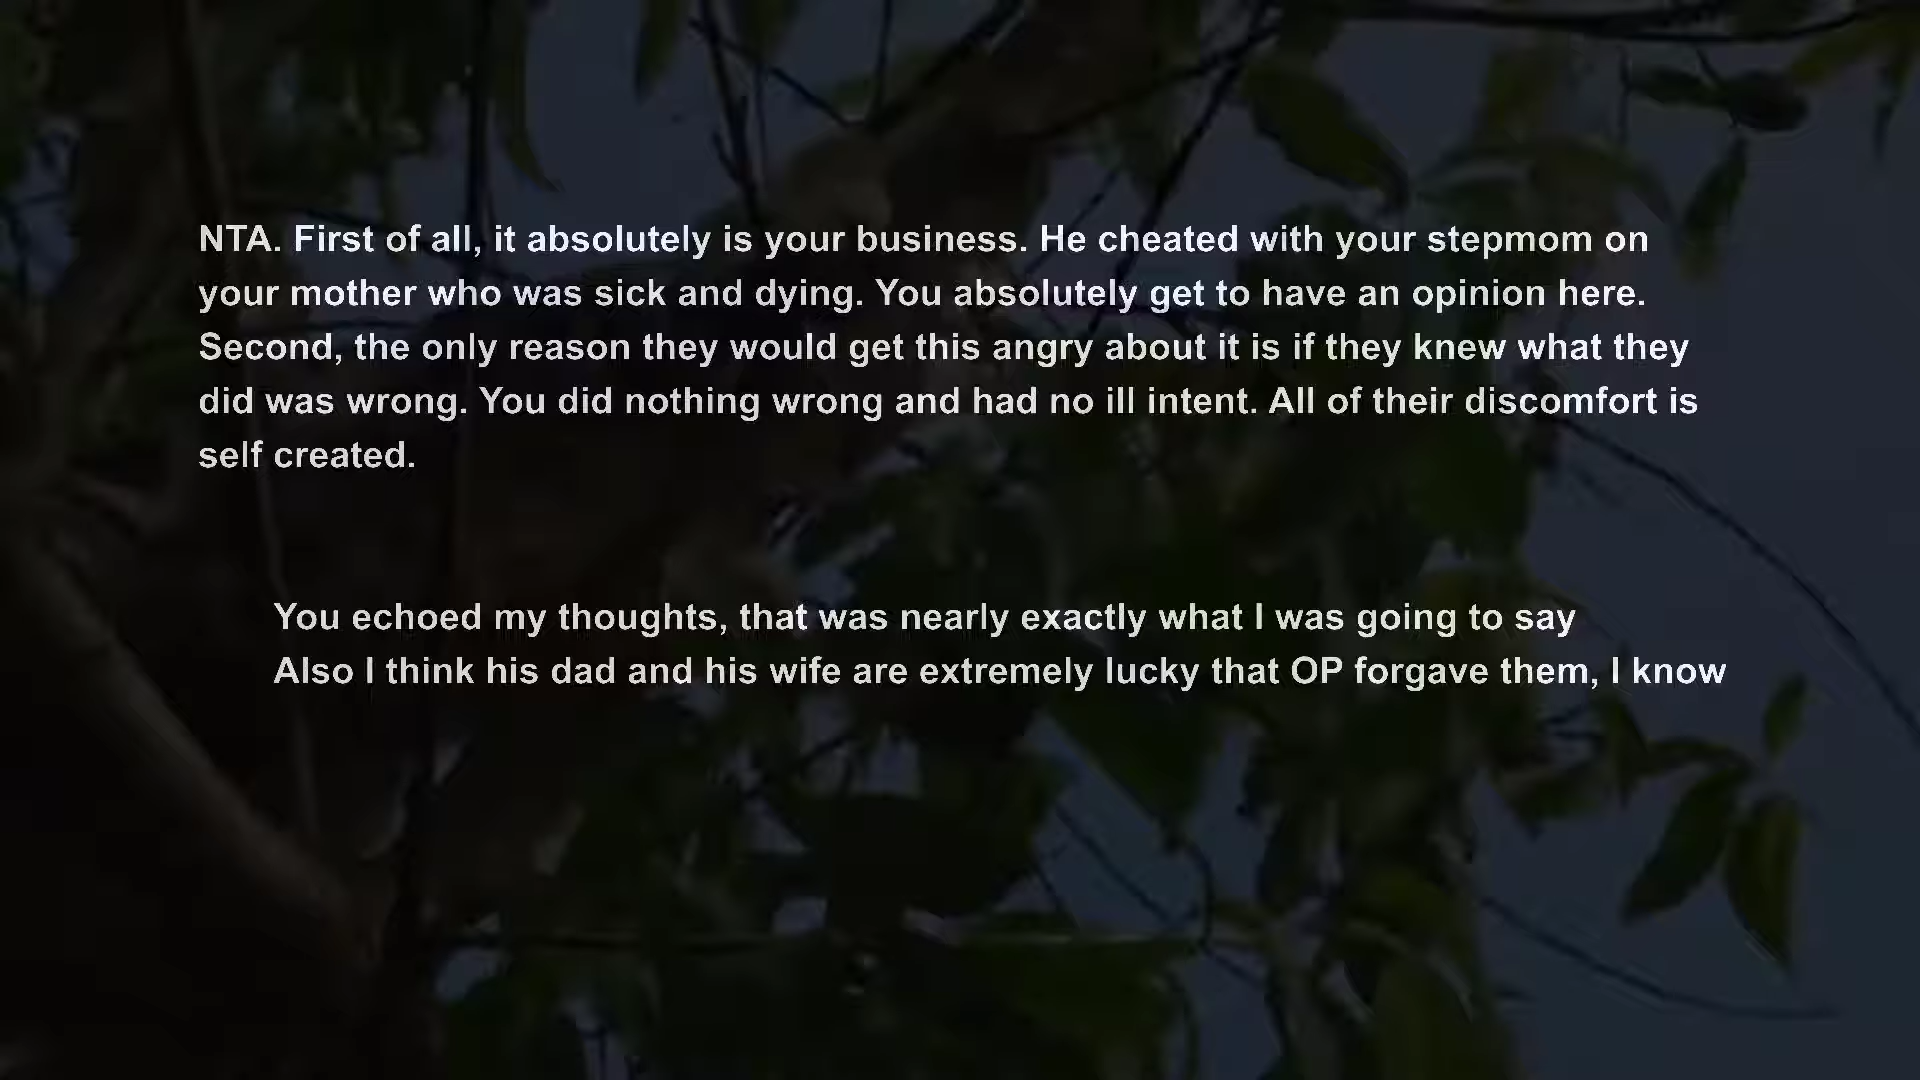 NTA. First of all, it absolutely is your business. He cheated with your stepmom on
your mother who was sick and dying. You absolutely get to have an opinion here.
Second, the only reason they would get this angry about it is if they knew what they
did was wrong. You did nothing wrong and had no ill intent. All of their discomfort is
self created.
You echoed my thoughts, that was nearly exactly what I was going to say
Also I think his dad and his wife are extremely lucky that OP forgave them, I know